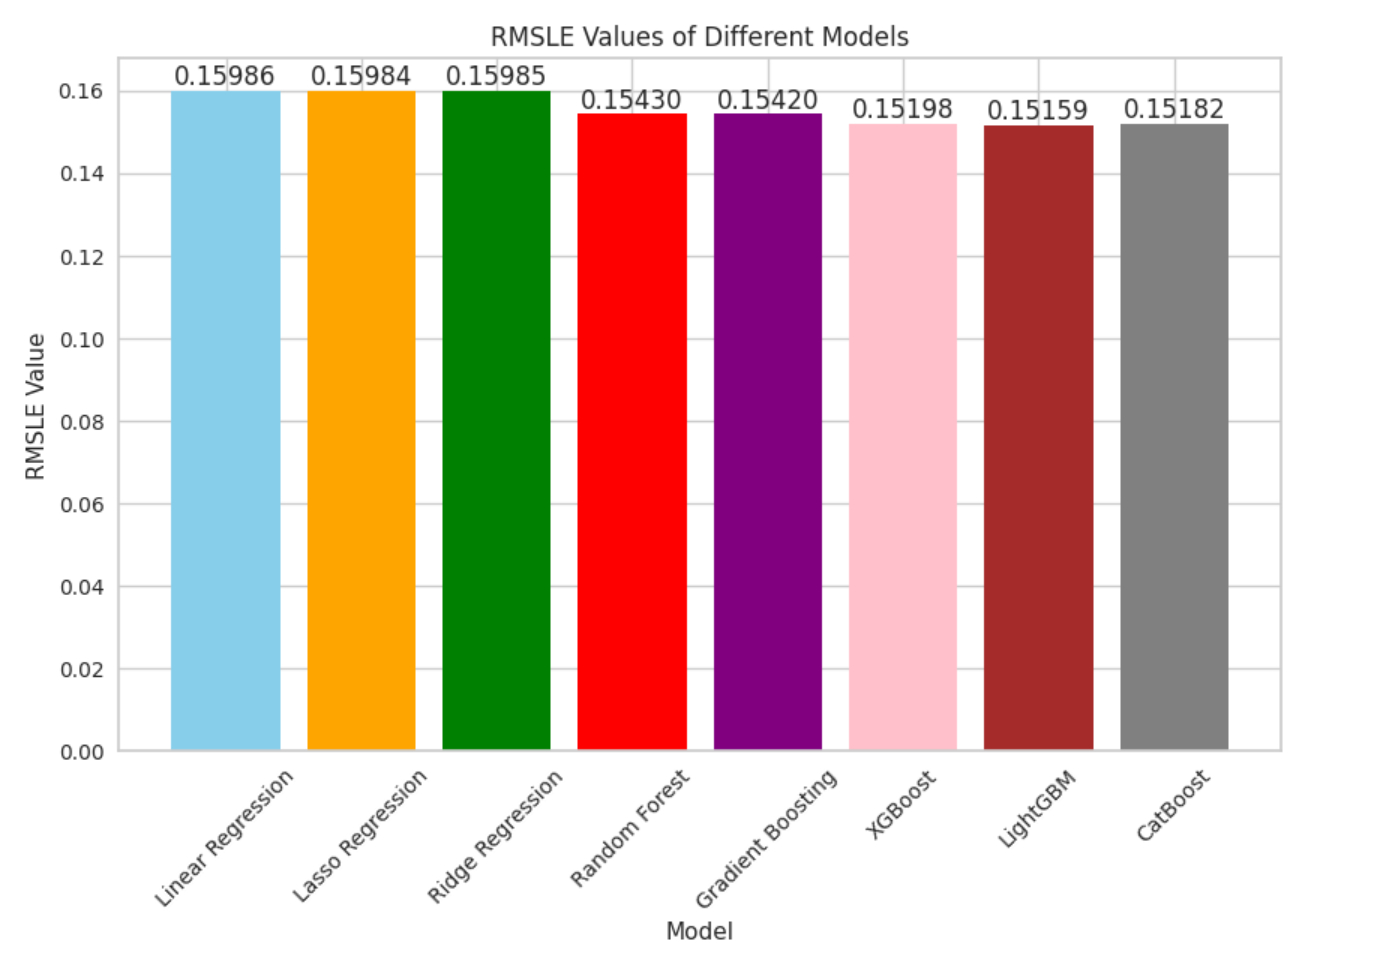 RMSLE Values of Different Models
0.15986 0.15984 0.15985 0.15430 0.15420 0.15198 0.15159 0.15182
0.16
0.14
0.12
0.10
0.08
0.06
0.04
0.02
0.00
RMSLE Value
Linear Regression
Lasso Regression
Ridge Regression
Random Forest
Gradient Boosting
XGBoost
LightGBM
CatBoost
Model